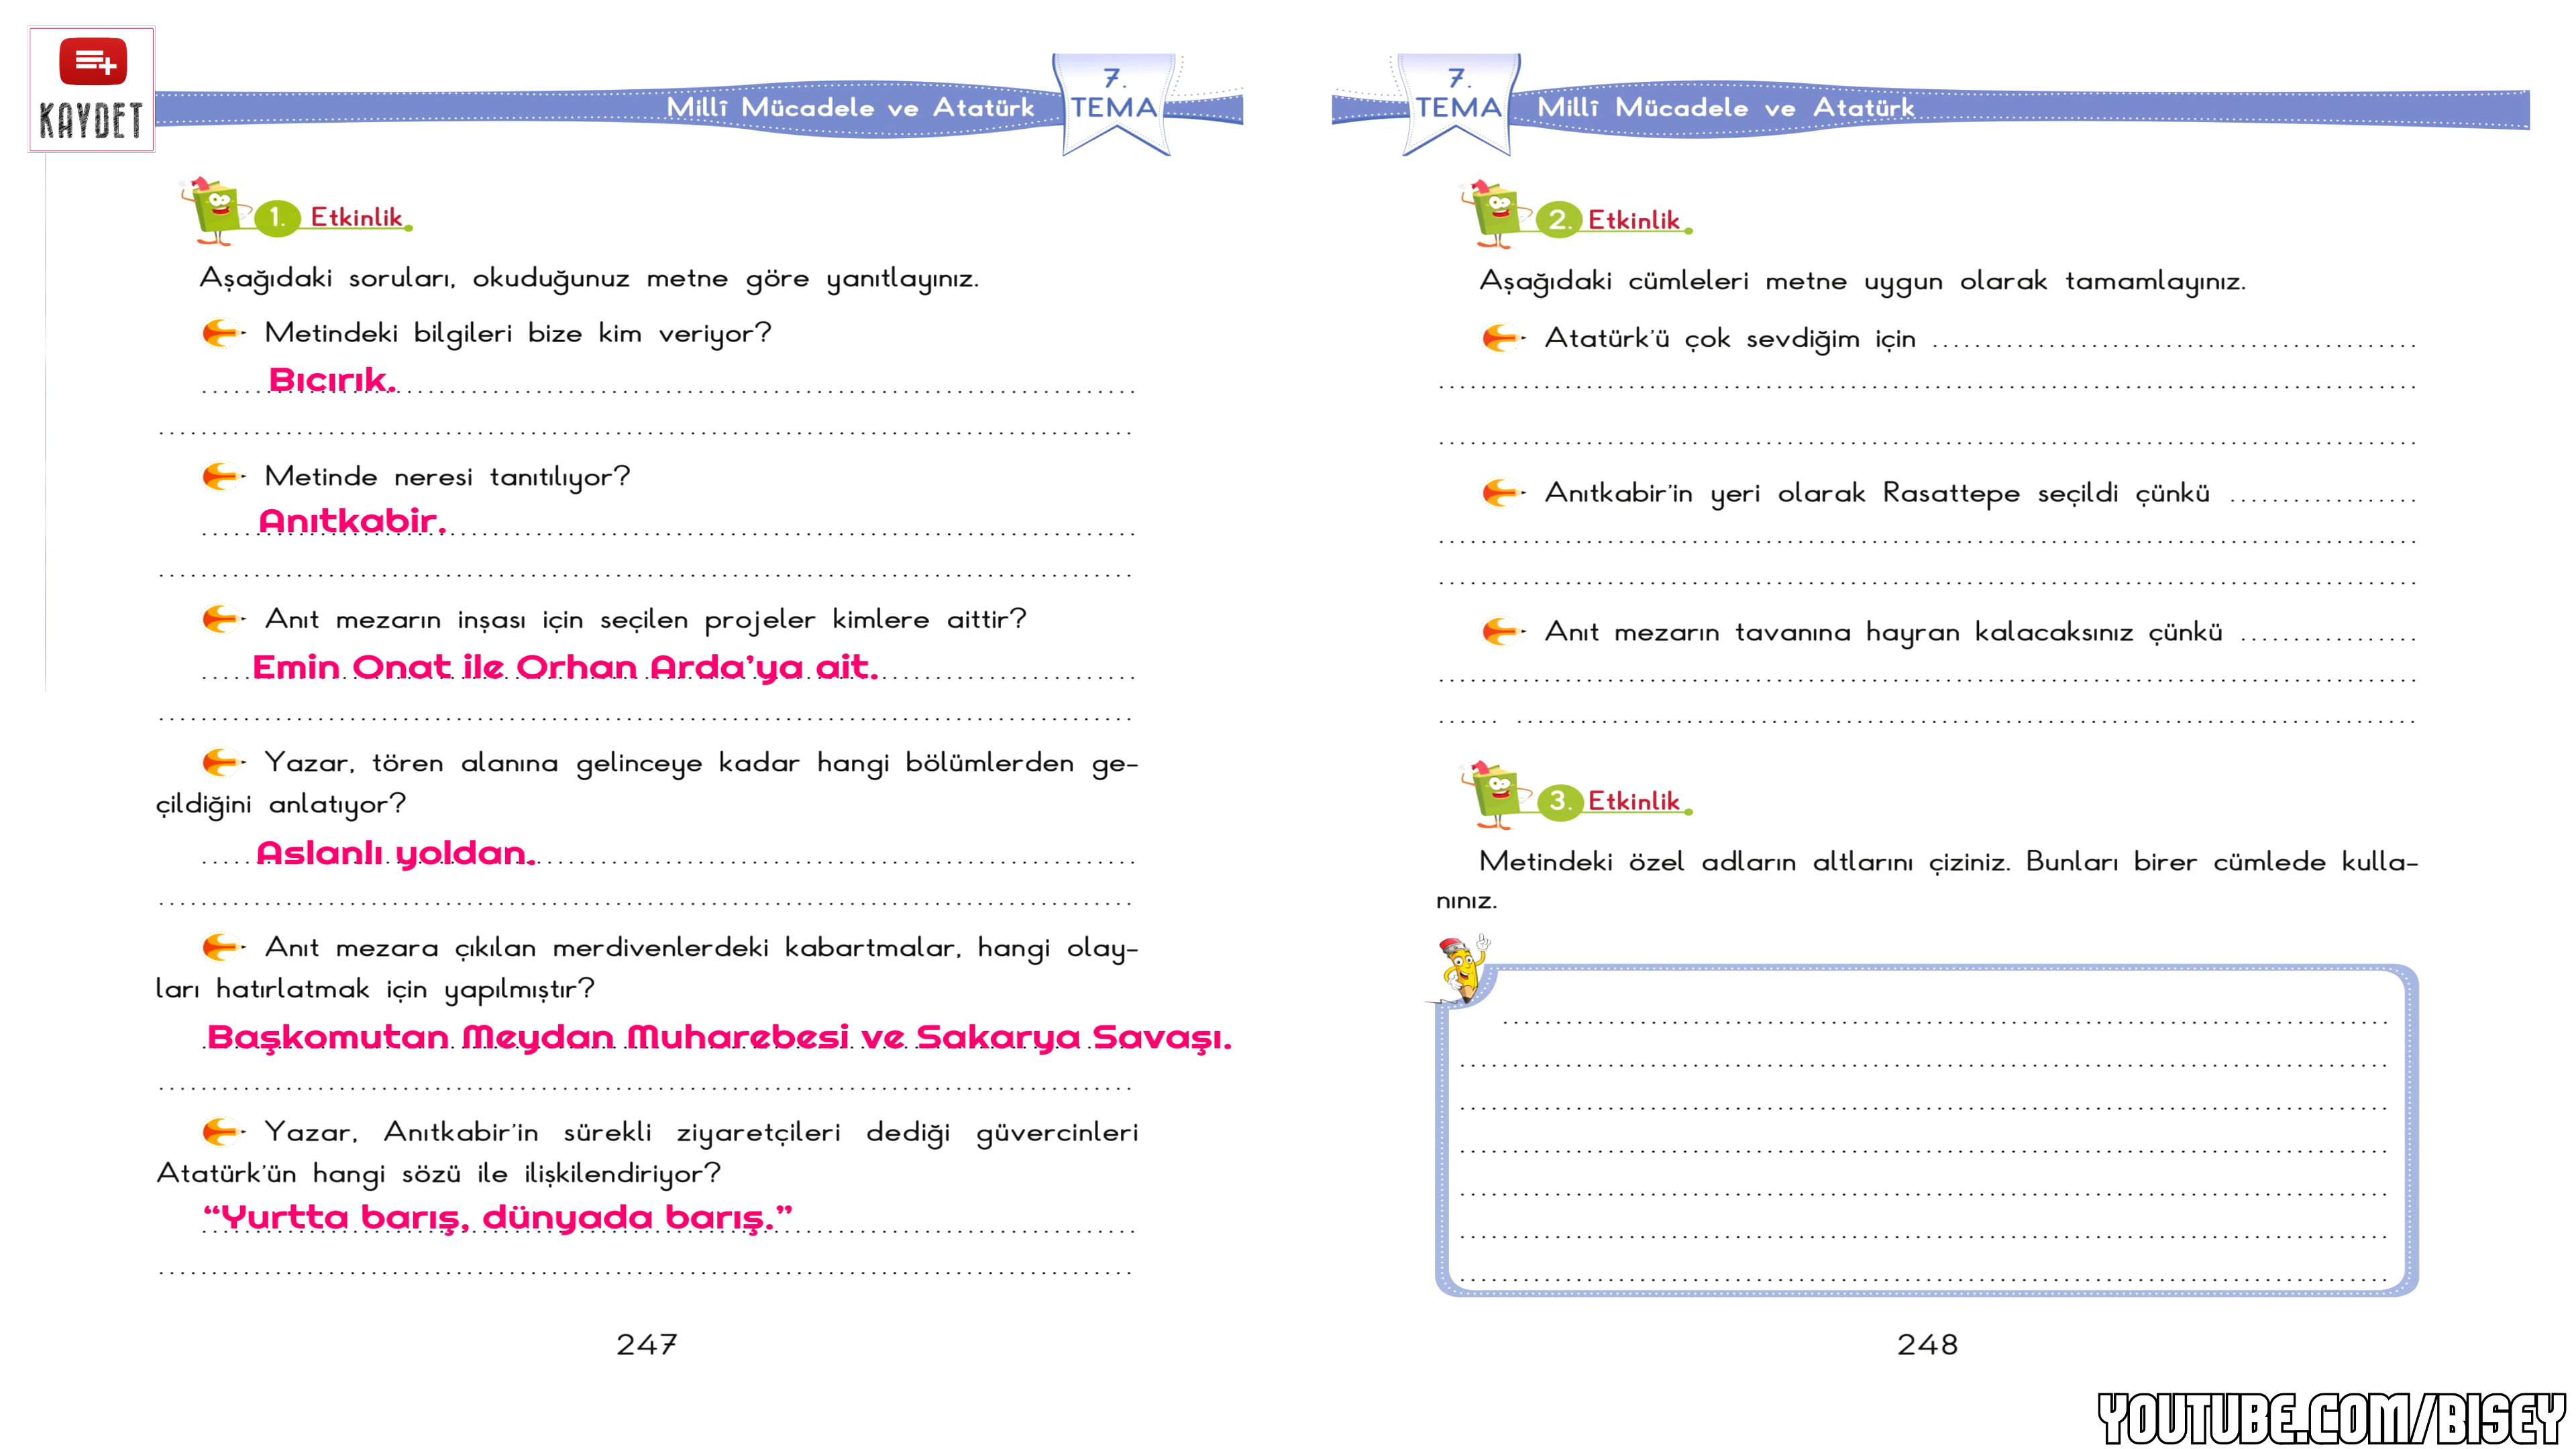 KAYDET
Millî Mücadele ve Atatürk
7.
TEMA
1. Etkinlik
Aşağıdaki soruları, okuduğunuz metne göre yanıtlayınız.
Metindeki bilgileri bize kim veriyor?
Bıcırık.
Metinde neresi tanıtılıyor?
Anıtkabir.
Anıt mezarın inşası için seçilen projeler kimlere aittir?
Emin Onat ile Orhan Arda’ya ait.
Yazar, tören alanına gelinceye kadar hangi bölümlerden ge-
çildiğini anlatıyor?
Aslanlı yoldan.
Anıt mezara çıkılan merdivenlerdeki kabartmalar, hangi olay-
ları hatırlatmak için yapılmıştır?
Başkomutan Meydan Muharebesi ve Sakarya Savaşı.
Yazar, Anıtkabir’in sürekli ziyaretçileri dediği güvercinleri
Atatürk’ün hangi sözü ile ilişkilendiriyor?
“Yurtta barış, dünyada barış.”
247
7.
TEMA
Millî Mücadele ve Atatürk
2. Etkinlik
Aşağıdaki cümleleri metne uygun olarak tamamlayınız.
Atatürk’ü çok sevdiğim için
Anıtkabir’in yeri olarak Rasattepe seçildi çünkü
Anıt mezarın tavanına hayran kalacaksınız çünkü
3. Etkinlik
Metindeki özel adların altlarını çiziniz. Bunları birer cümlede kulla-
nınız.
248
YOUTUBE.COM/BISEY